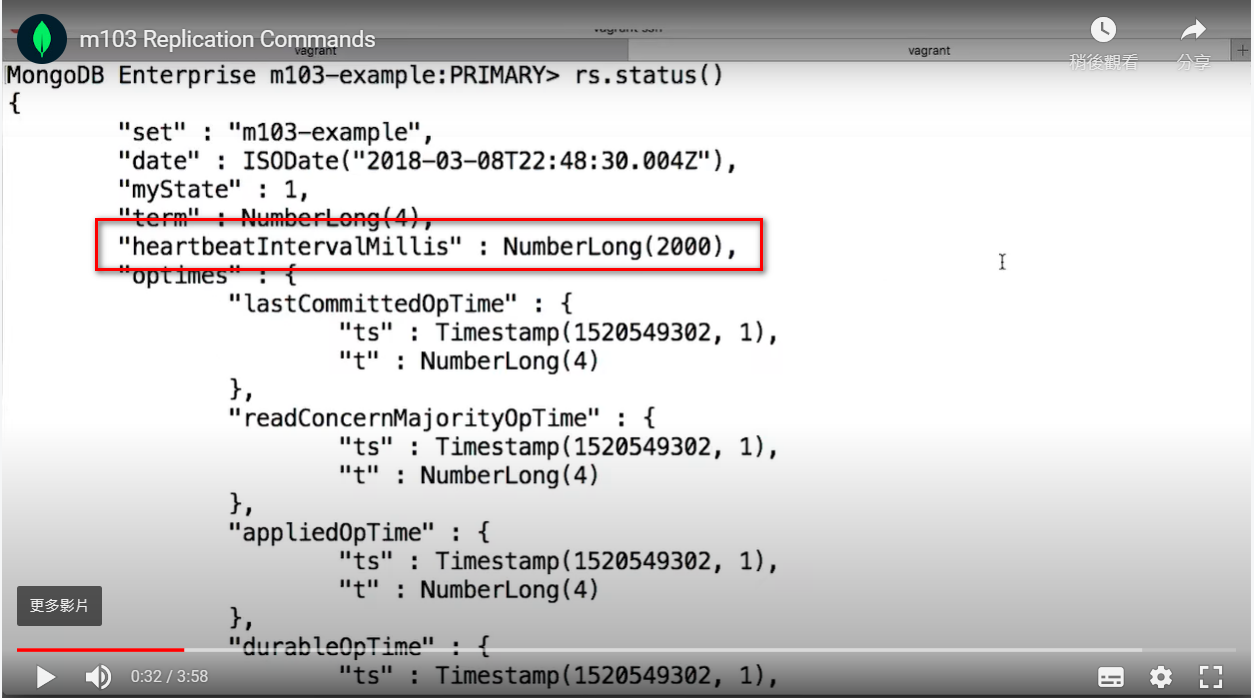 m103 Replication Commands
稍後觀看
分享
vagrant ssh
vagrant
vagrant
+
MongoDB Enterprise m103-example:PRIMARY> rs.status()
{
"set" : "m103-example",
"date" : ISODate("2018-03-08T22:48:30.004Z"),
"myState" : 1,
"term" : NumberLong(4),
"heartbeatIntervalMillis" : NumberLong(2000),
"optimes" : {
"lastCommittedOpTime" : {
"ts" : Timestamp(1520549302, 1),
"t" : NumberLong(4)
},
"readConcernMajorityOpTime" : {
"ts" : Timestamp(1520549302, 1),
"t" : NumberLong(4)
},
"appliedOpTime" : {
"ts" : Timestamp(1520549302, 1),
"t" : NumberLong(4)
},
"durableOpTime" : {
"ts" : Timestamp(1520549302, 1),
更多影片
0:32 / 3:58